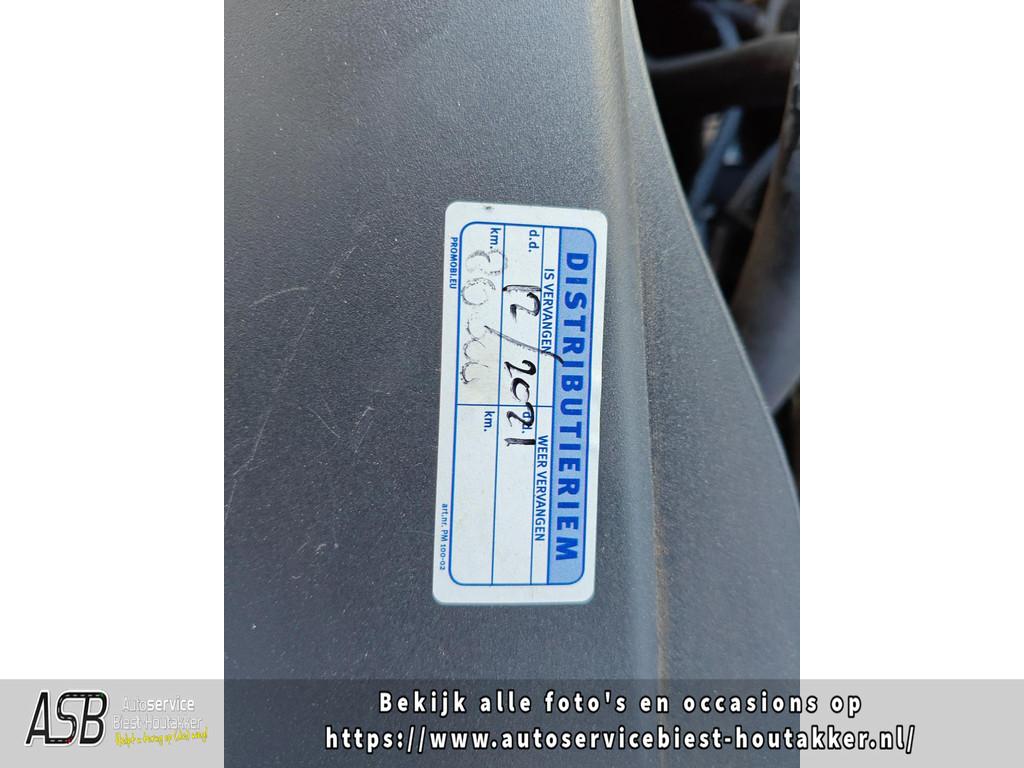 DISTRIBUTIERIEM
IS VERVANGEN
WEER VERVANGEN
d.d.
12/2021
d.d.
km.
km.
PROMOBI.EU
art.nr. PM 100-02
ASB
Autoservice
Biest-Houtakker
Bekijk alle foto's en occasions op
https://www.autoservicebiest-houtakker.nl/